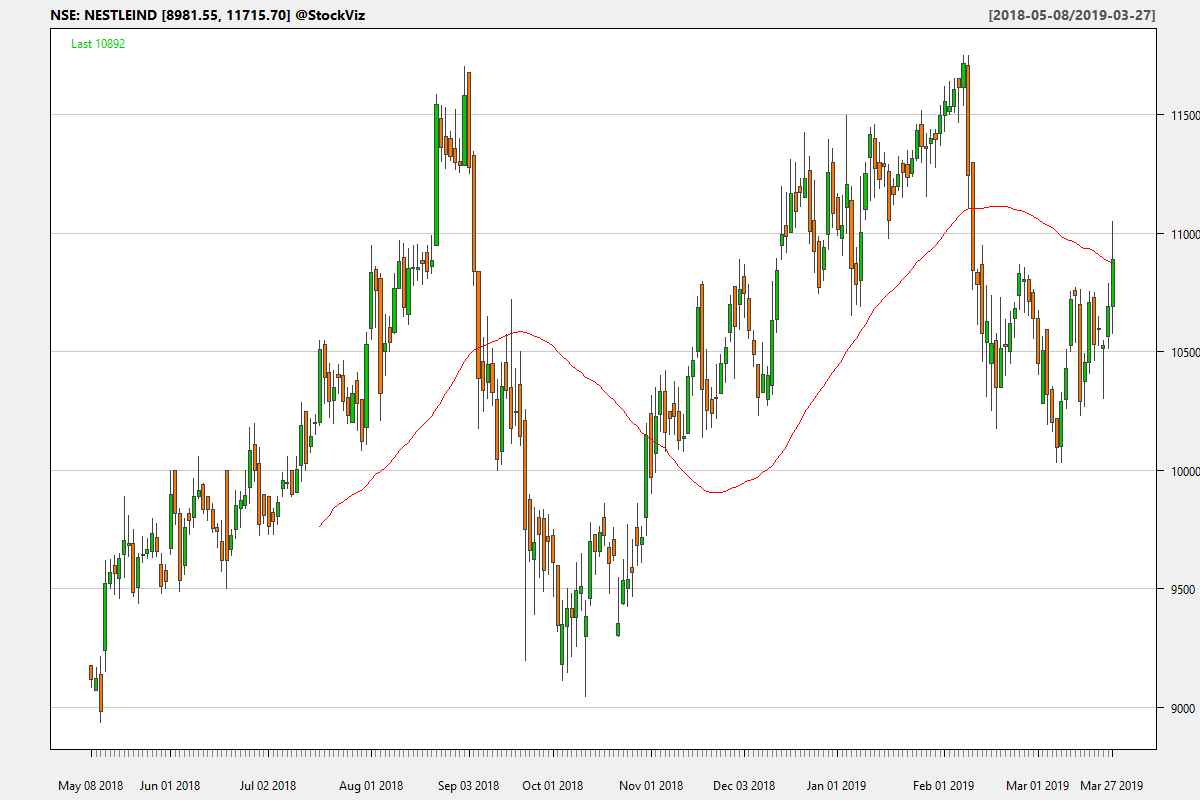 NSE: NESTLEIND [8981.55, 11715.70] @StockViz
[2018-05-08/2019-03-27]
Last 10892
11500
11000
10500
10000
9500
9000
May 08 2018
Jun 01 2018
Jul 02 2018
Aug 01 2018
Sep 03 2018
Oct 01 2018
Nov 01 2018
Dec 03 2018
Jan 01 2019
Feb 01 2019
Mar 01 2019
Mar 27 2019